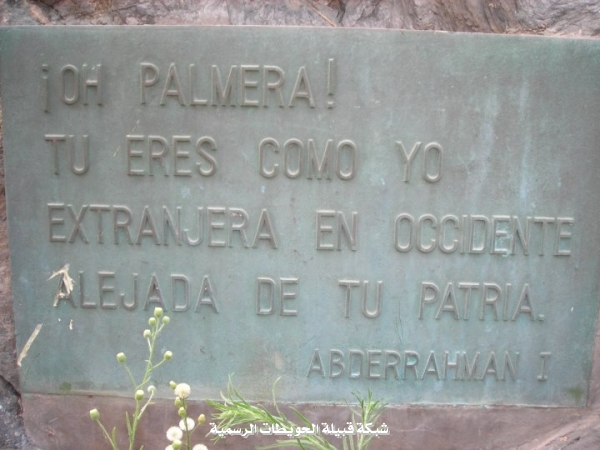 ¡OH PALMERA!
TU ERES COMO YO
EXTRANJERA EN OCCIDENTE
ALEJADA DE TU PATRIA.
ABDERRAHMAN I
شبكة قبيلة الحويطات الرسمية